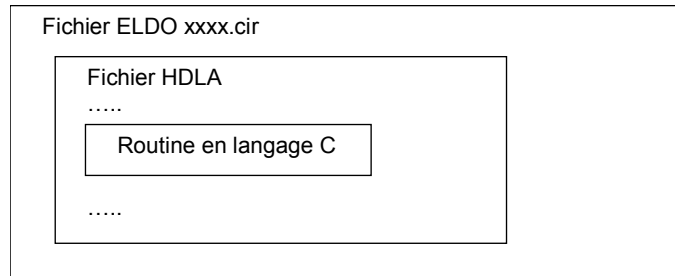 Fichier ELDO xxxx.cir
Fichier HDLA
…..
Routine en langage C
…..